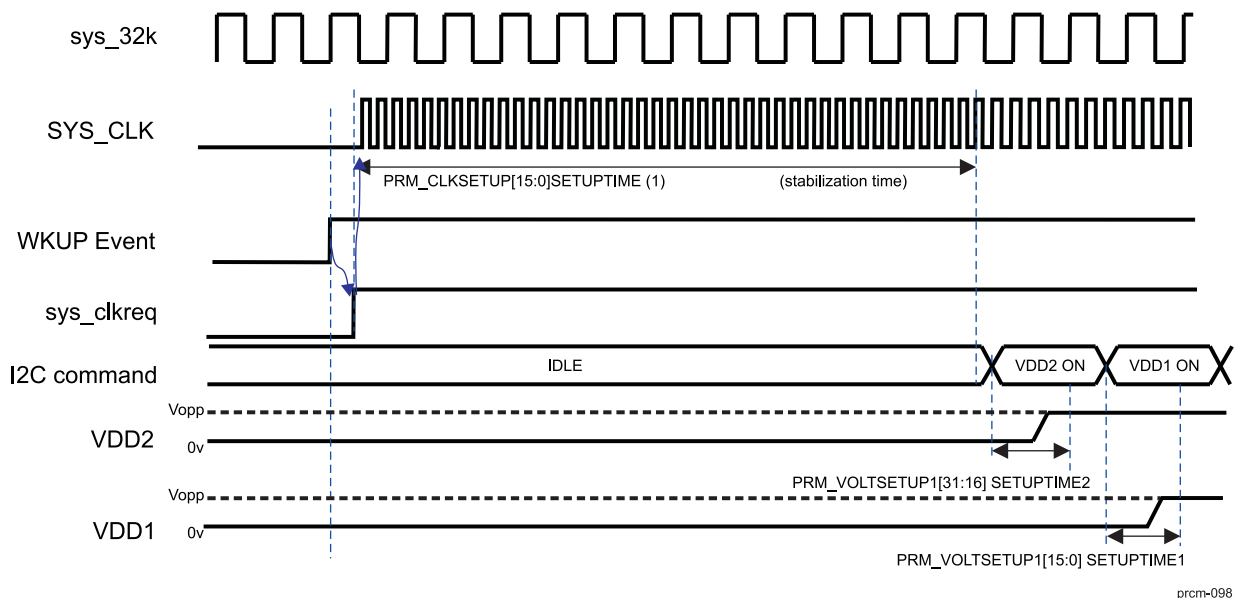 sys_32k
SYS_CLK
PRM_CLKSETUP[15:0]SETUPTIME (1) (stabilization time)
WKUP Event
sys_clkreq
I2C command IDLE VDD2 ON VDD1 ON
Vopp
VDD2 0v
PRM_VOLTSETUP1[31:16] SETUPTIME2
Vopp
VDD1 0v
PRM_VOLTSETUP1[15:0] SETUPTIME1
prcm-098